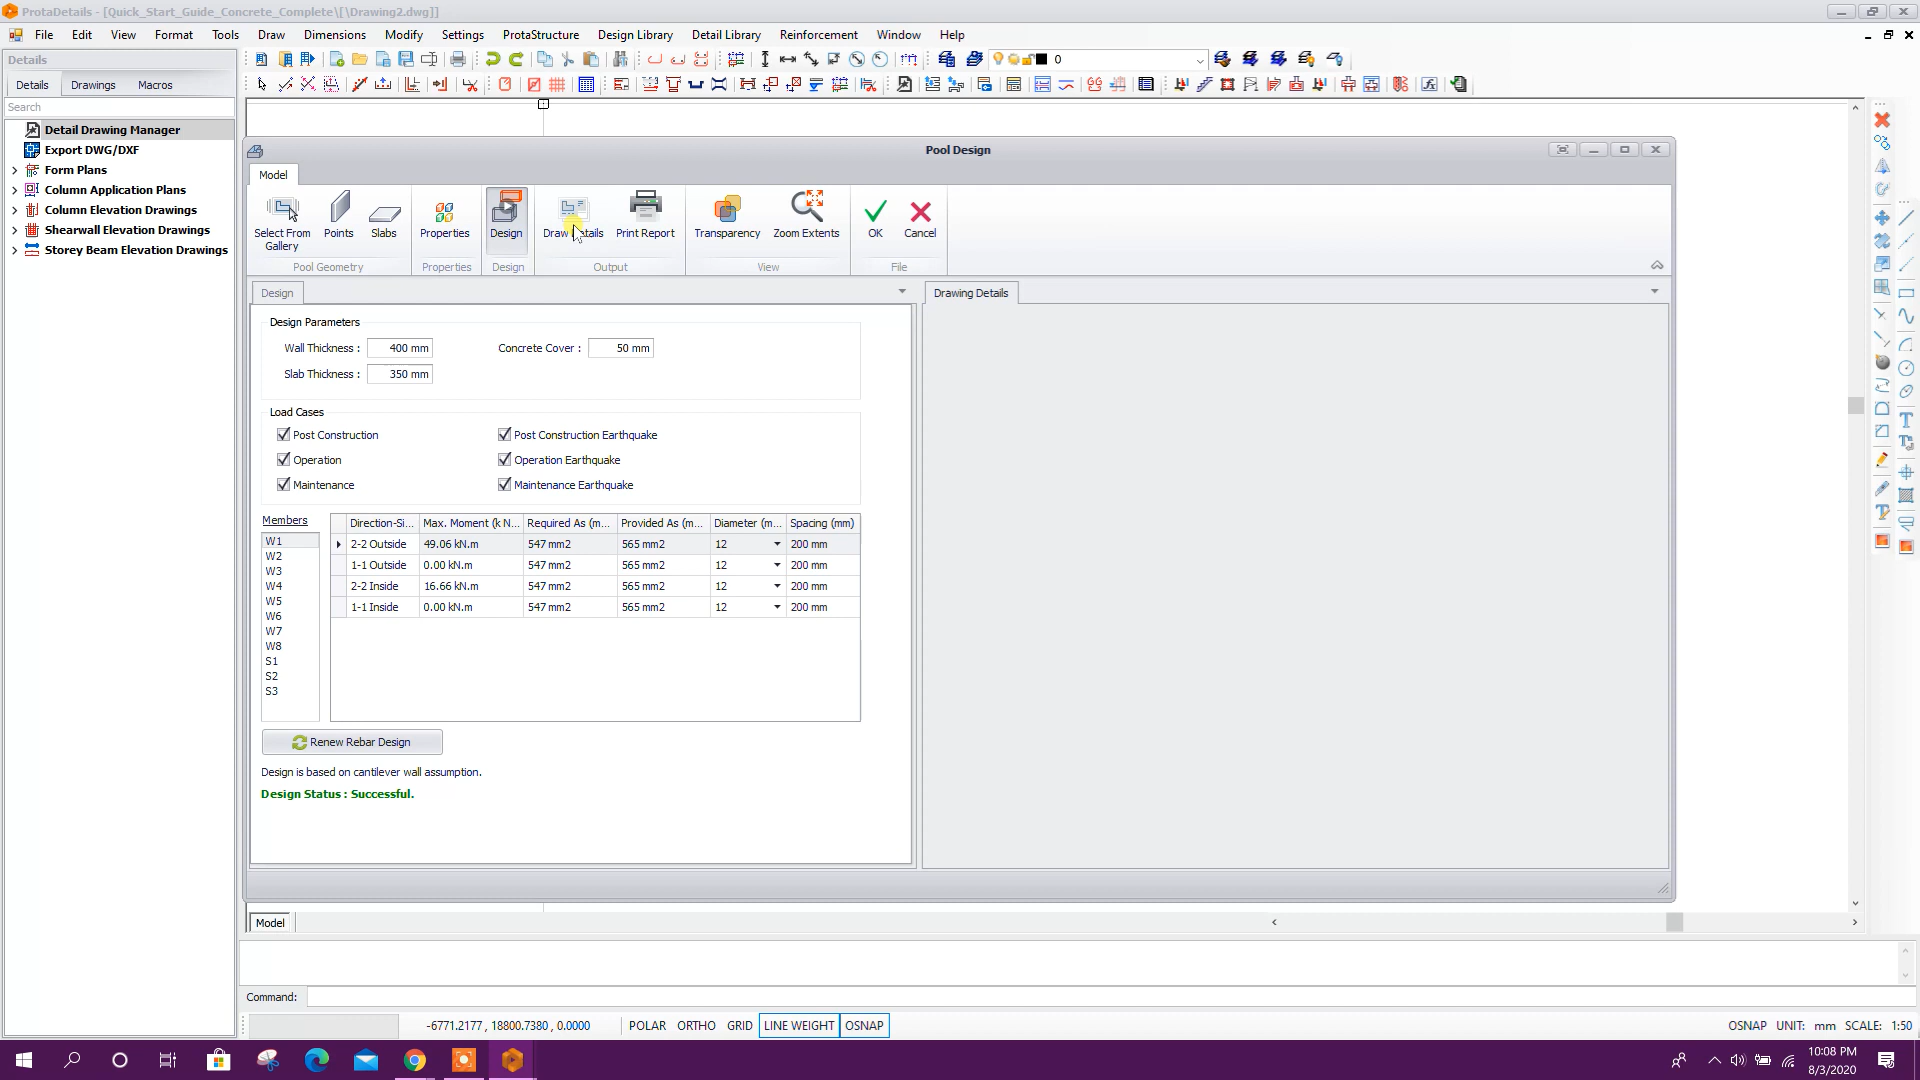 ProtaDetails - [Quick_Start_Guide_Concrete_Complete\[\Drawing2.dwg]]
File Edit View Format Tools Draw Dimensions Modify Settings ProtaStructure Design Library Detail Library Reinforcement Window Help
Details
0
Details Drawings Macros
Search
Detail Drawing Manager
Export DWG/DXF
Form Plans
Column Application Plans
Column Elevation Drawings
Shearwall Elevation Drawings
Storey Beam Elevation Drawings
Pool Design
Model
Select From Gallery
Points
Slabs
Properties
Design
Draw Details
Print Report
Transparency
Zoom Extents
OK
Cancel
Pool Geometry Properties Design Output View File
Design
Drawing Details
Design Parameters
Wall Thickness : 400 mm Concrete Cover : 50 mm
Slab Thickness : 350 mm
Load Cases
Post Construction Post Construction Earthquake
Operation Operation Earthquake
Maintenance Maintenance Earthquake
Members
W1
W2
W3
W4
W5
W6
W7
W8
S1
S2
S3
Direction-Si... Max. Moment (k N... Required As (m... Provided As (m... Diameter (m... Spacing (mm)
2-2 Outside 49.06 kN.m 547 mm2 565 mm2 12 200 mm
1-1 Outside 0.00 kN.m 547 mm2 565 mm2 12 200 mm
2-2 Inside 16.66 kN.m 547 mm2 565 mm2 12 200 mm
1-1 Inside 0.00 kN.m 547 mm2 565 mm2 12 200 mm
Renew Rebar Design
Design is based on cantilever wall assumption.
Design Status : Successful.
Model
Command:
-6771.2177 , 18800.7380 , 0.0000 POLAR ORTHO GRID LINE WEIGHT OSNAP OSNAP UNIT: mm SCALE: 1:50
10:08 PM
8/3/2020